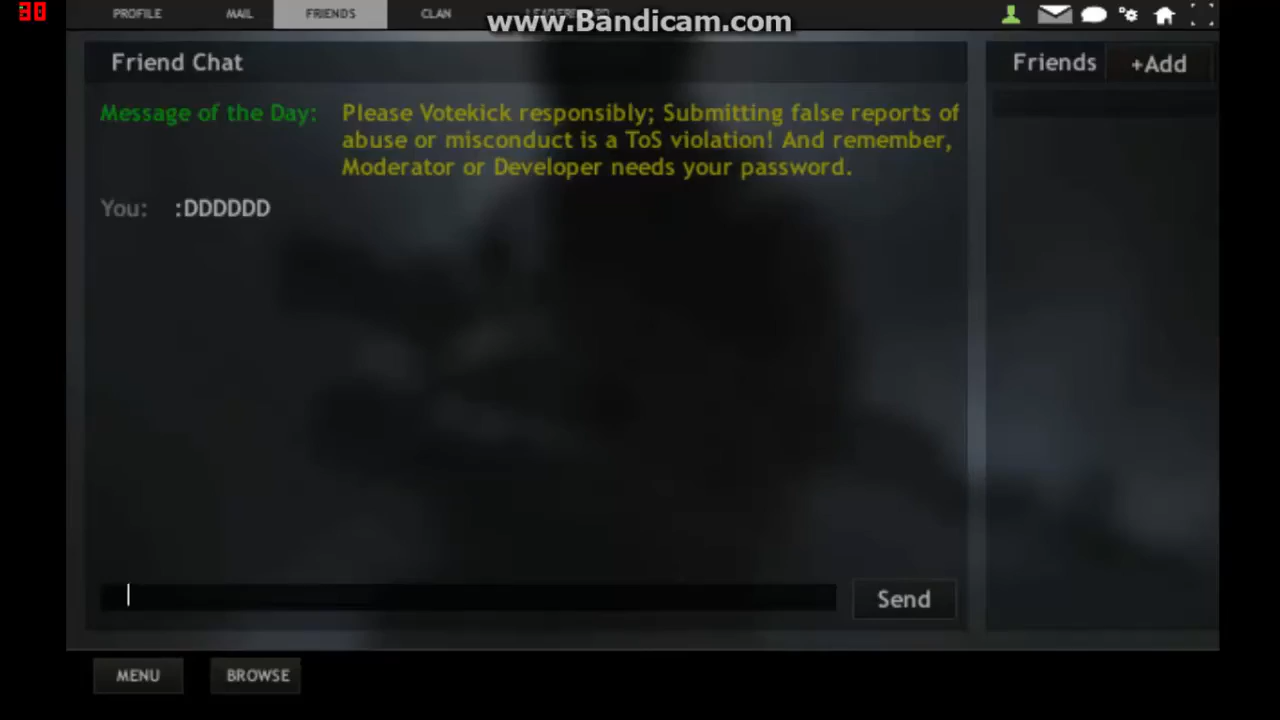 30
PROFILE MAIL FRIENDS CLAN LEADERBOARD
www.Bandicam.com
Friend Chat
Friends +Add
Message of the Day: Please Votekick responsibly; Submitting false reports of
abuse or misconduct is a ToS violation! And remember,
Moderator or Developer needs your password.
You: :DDDDDD
Send
MENU BROWSE